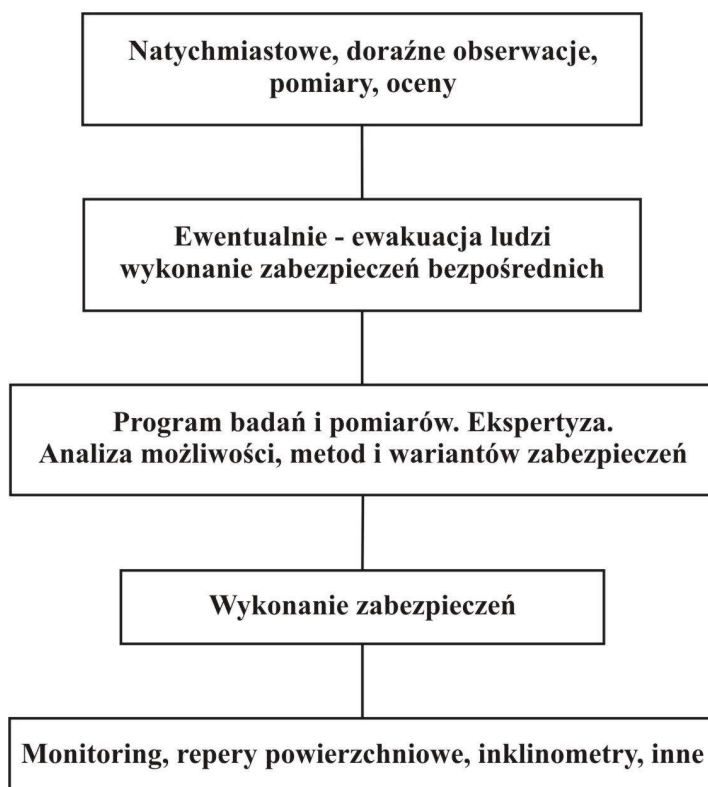 Natychmiastowe, doraźne obserwacje,
pomiary, oceny
Ewentualnie - ewakuacja ludzi
wykonanie zabezpieczeń bezpośrednich
Program badań i pomiarów. Ekspertyza.
Analiza możliwości, metod i wariantów zabezpieczeń
Wykonanie zabezpieczeń
Monitoring, repery powierzchniowe, inklinometry, inne